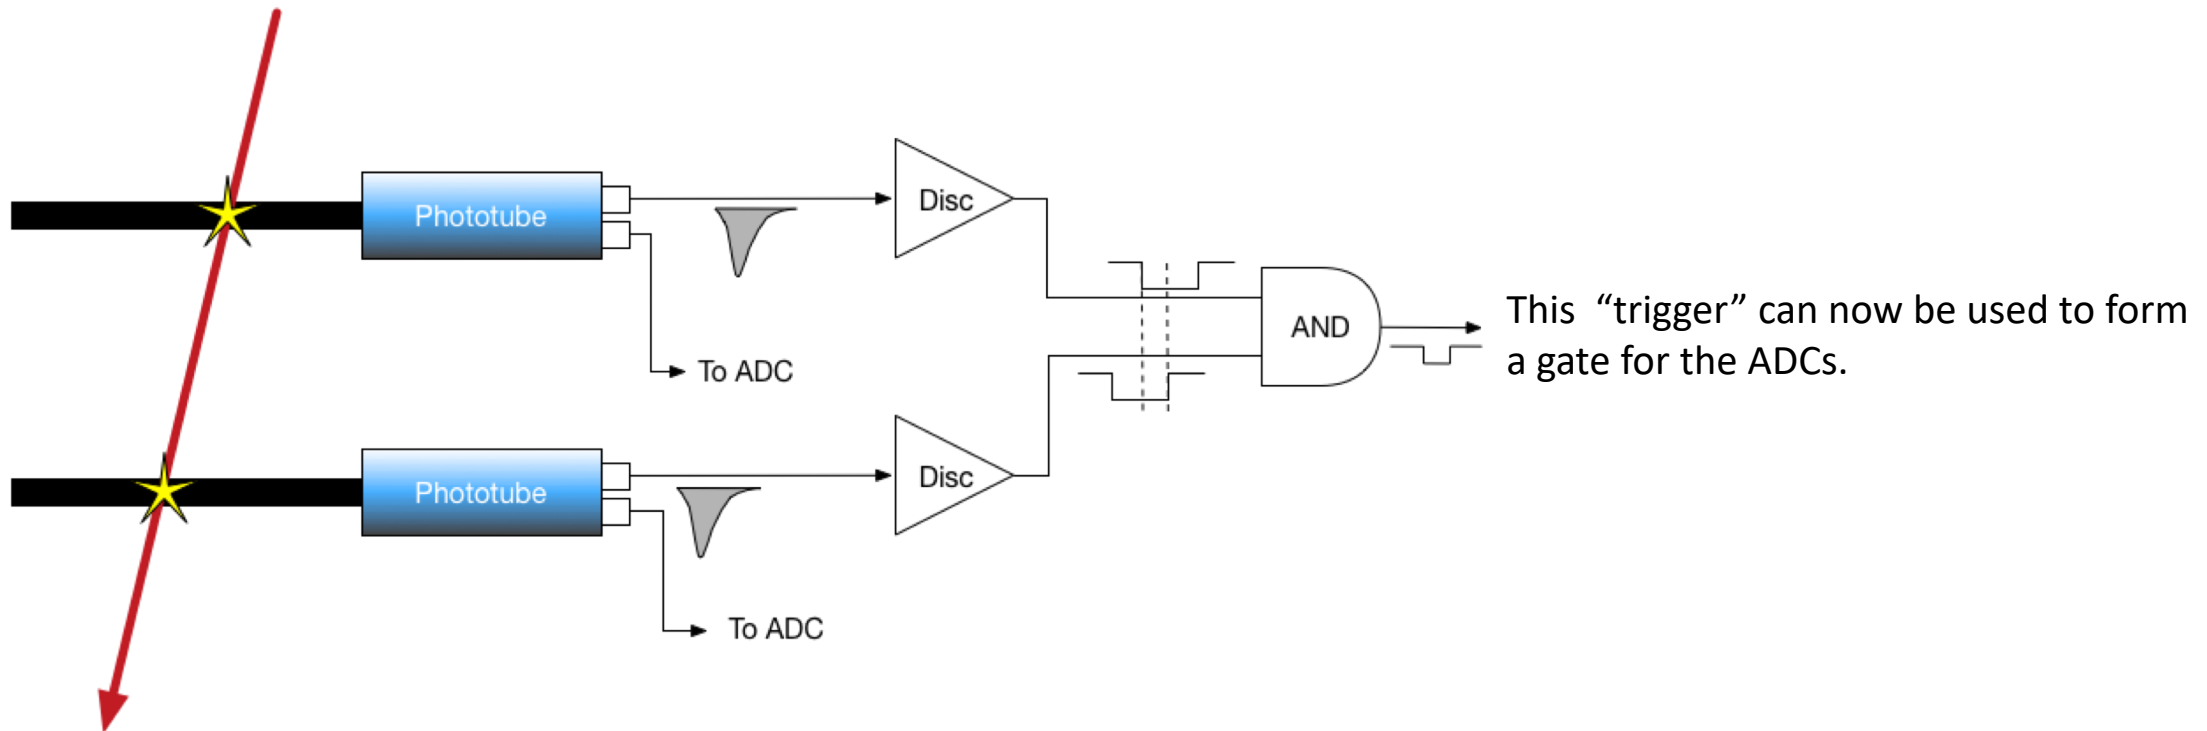 Phototube
Disc
To ADC
AND
This “trigger” can now be used to form
a gate for the ADCs.
Phototube
Disc
To ADC